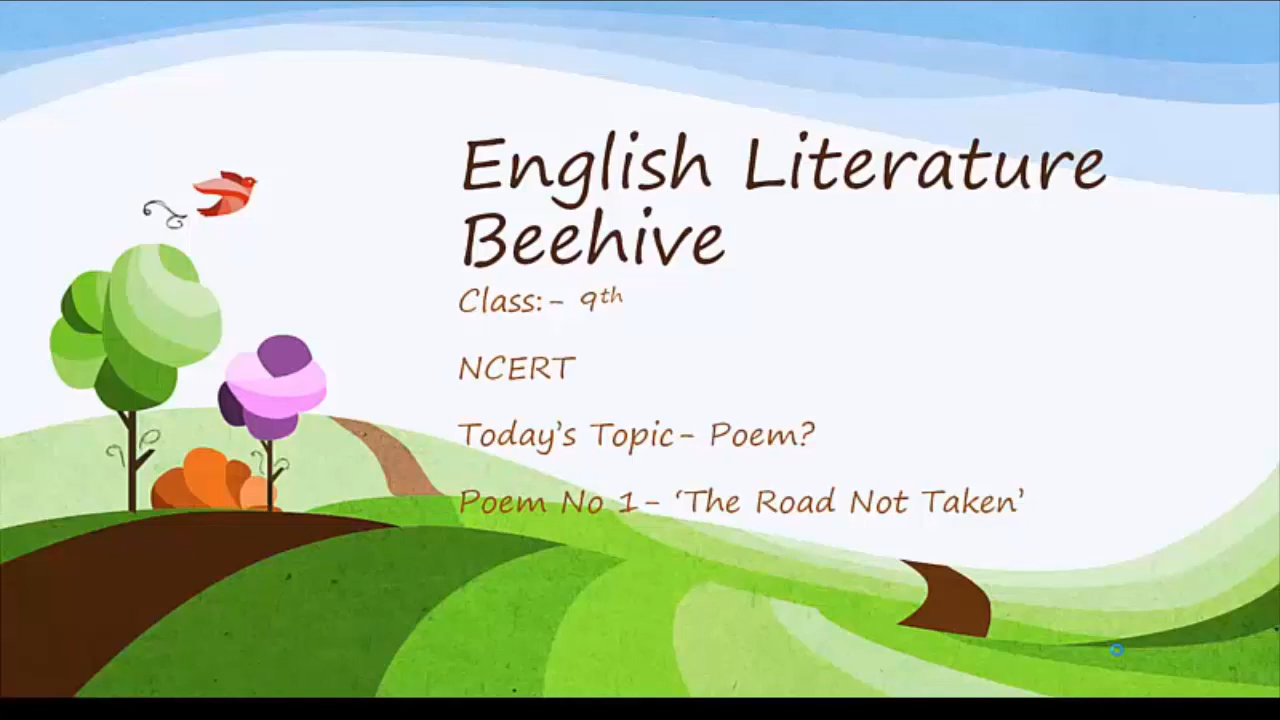 English Literature
Beehive
Class:- 9th
NCERT
Today's Topic- Poem?
Poem No 1- ‘The Road Not Taken’